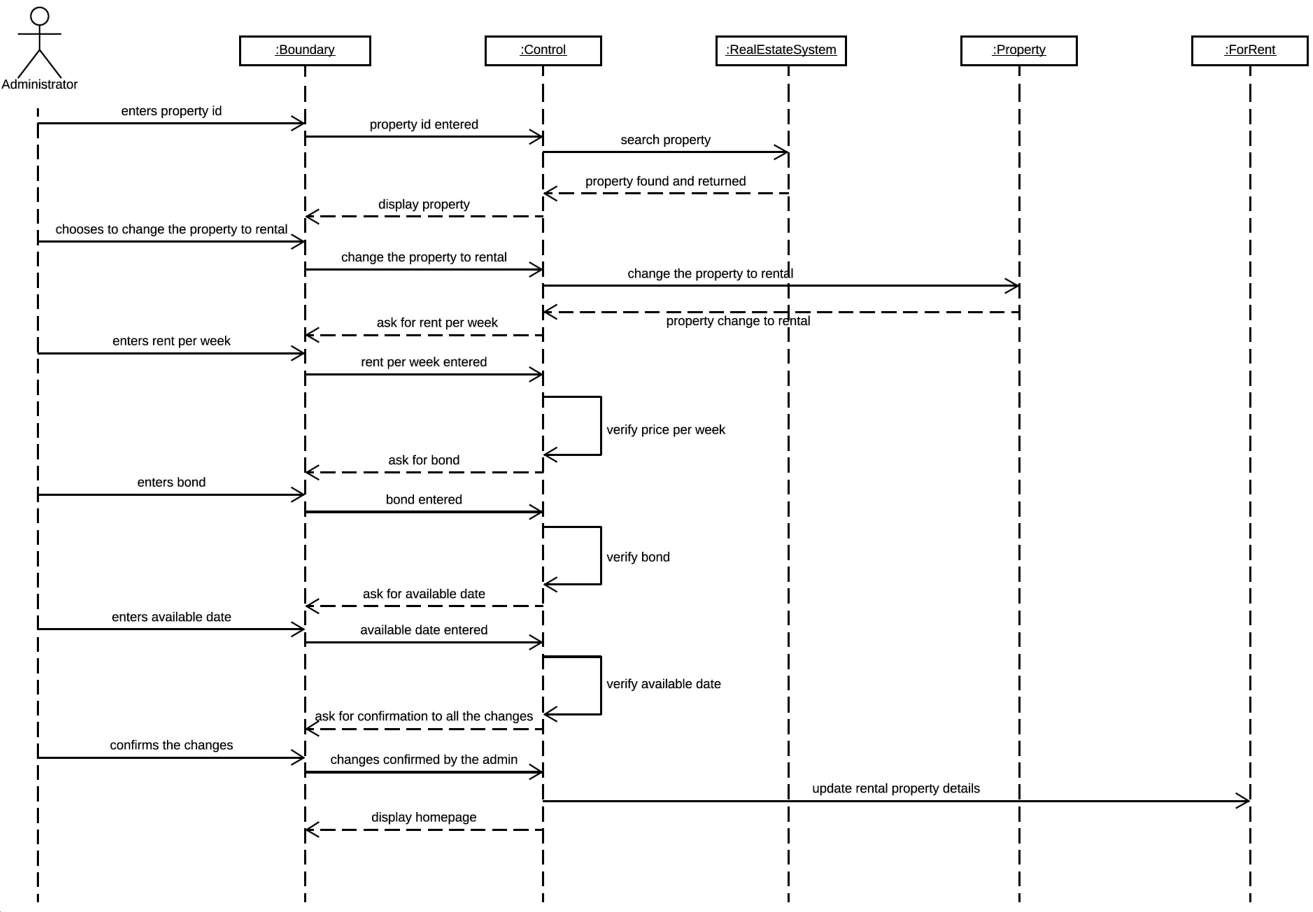 Administrator
:Boundary
:Control
:RealEstateSystem
:Property
:ForRent
enters property id
property id entered
search property
property found and returned
display property
chooses to change the property to rental
change the property to rental
change the property to rental
property change to rental
ask for rent per week
enters rent per week
rent per week entered
verify price per week
ask for bond
enters bond
bond entered
verify bond
ask for available date
enters available date
available date entered
verify available date
ask for confirmation to all the changes
confirms the changes
changes confirmed by the admin
update rental property details
display homepage